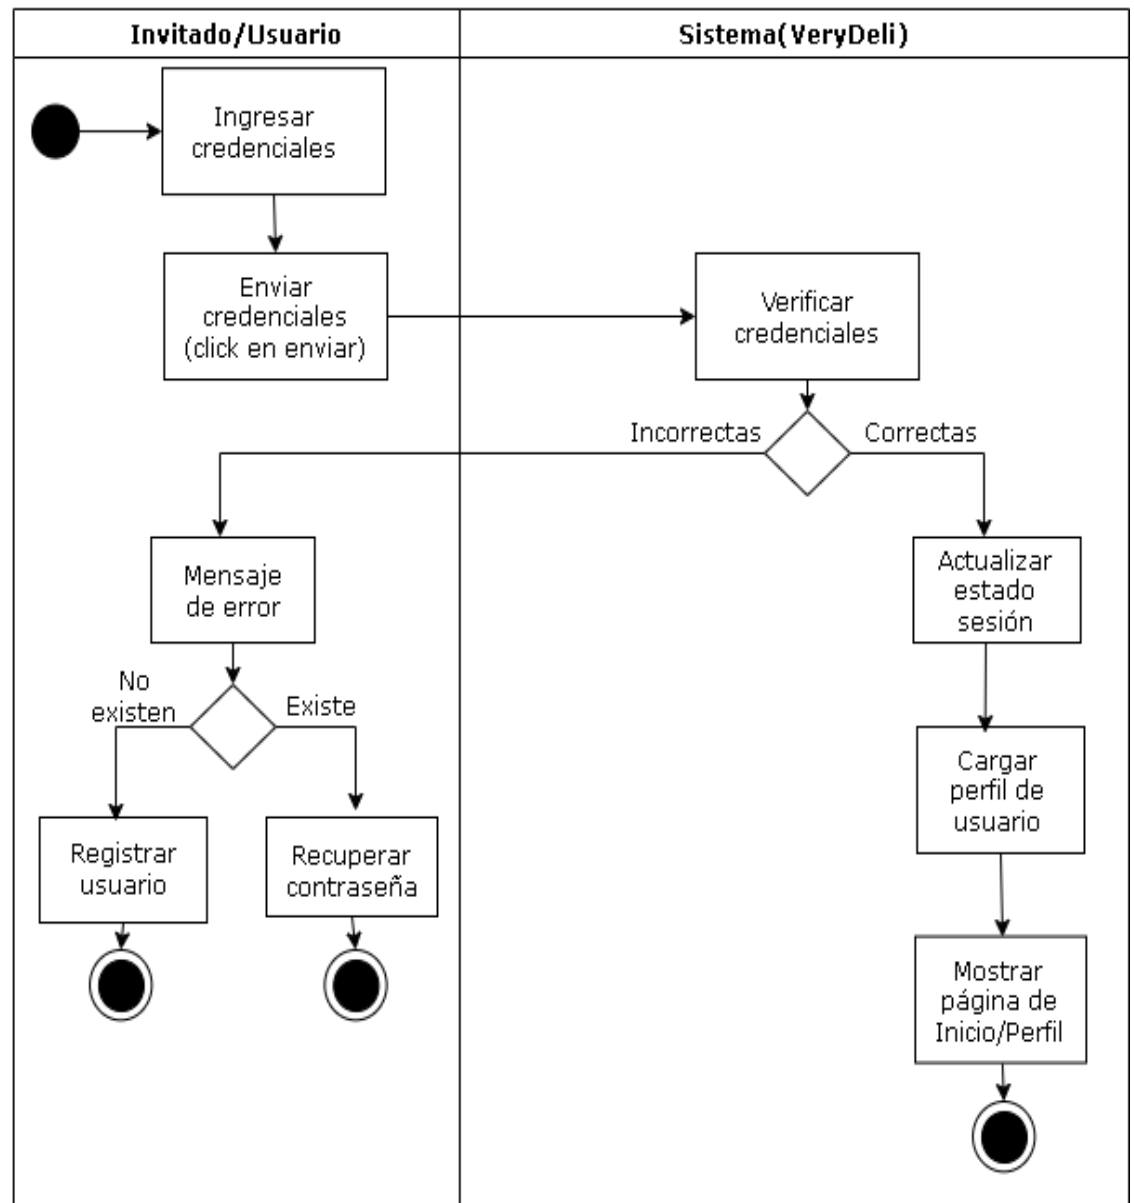 Invitado/Usuario
Sistema(VeryDeli)
Ingresar
credenciales
Enviar
credenciales
(click en enviar)
Verificar
credenciales
Incorrectas
Correctas
Mensaje
de error
Actualizar
estado
sesión
No
existen
Existe
Cargar
perfil de
usuario
Registrar
usuario
Recuperar
contraseña
Mostrar
página de
Inicio/Perfil